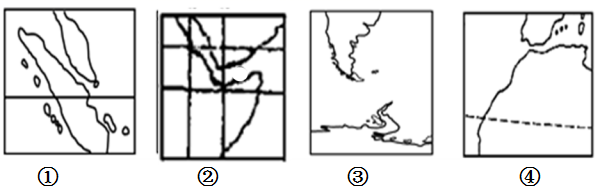 ① ② ③ ④